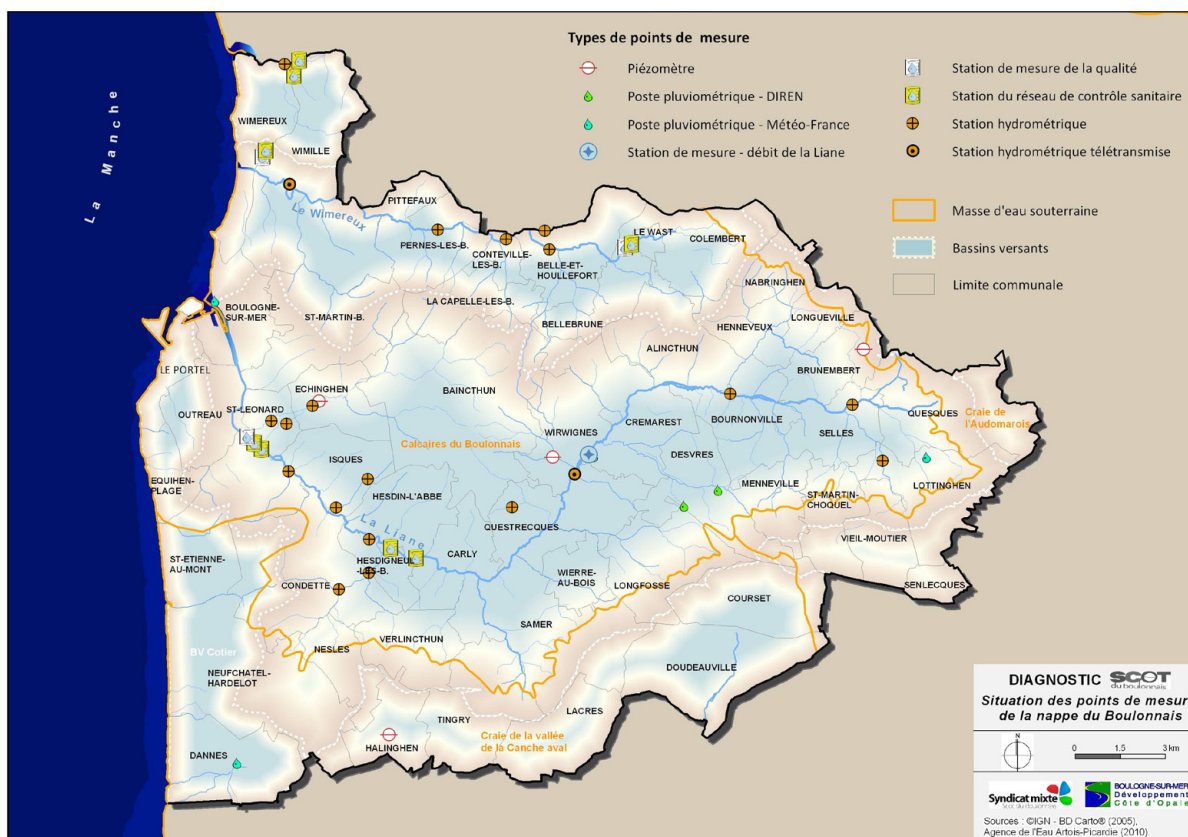 Types de points de mesure
Piézomètre
Poste pluviométrique - DIREN
Poste pluviométrique - Météo-France
Station de mesure - débit de la Liane
Station de mesure de la qualité
Station du réseau de contrôle sanitaire
Station hydrométrique
Station hydrométrique télétransmise
Masse d'eau souterraine
Bassins versants
Limite communale
La Manche
WIMEREUX
WIMILLE
Le Wimereux
PITTEFAUX
PERNES-LES-B.
CONTEVILLE-
LES-B.
BELLE-ET-
HOULLEFORT
LE WAST
COLEMBERT
NABRINGHEN
LONGUEVILLE
HENNEVEUX
BRUNEMBERT
LA CAPELLE-LES-B.
BELLEBRUNE
ALINCTHUN
BOULOGNE-
SUR-MER
ST-MARTIN-B.
LE PORTEL
OUTREAU
ST-LEONARD
ECHINGHEN
BAINCTHUN
WIRWIGNES
CREMAREST
BOURNONVILLE
SELLES
QUESQUES
Craie de
l'Audomarois
Calcaires du Boulonnais
ISQUES
HESDIN-L'ABBE
DESVRES
MENNEVILLE
LOTTINGHEN
ST-MARTIN-
CHOQUEL
EQUIHEN-
PLAGE
La Liane
QUESTRECQUES
CARLY
HESDIGNEUL
-LES-B.
VIEIL-MOUTIER
SENLECQUES
ST-ETIENNE-
AU-MONT
CONDETTE
WIERRE-
AU-BOIS
LONGFOSSE
COURSET
SAMER
VERLINCTHUN
NESLES
BV Cotier
NEUFCHATEL-
HARDELOT
DOUDEAUVILLE
LACRES
TINGRY
Craie de la vallée
de la Canche aval
HALINGHEN
DANNES
DIAGNOSTIC SCOT
du boulonnais
Situation des points de mesur
de la nappe du Boulonnais
N
0 1.5 3 km
Syndicat mixte
BOULOGNE-SUR-MER
Développement
Côte d'Opale
Sources : ©IGN - BD Carto® (2005),
Agence de l'Eau Artois-Picardie (2010)